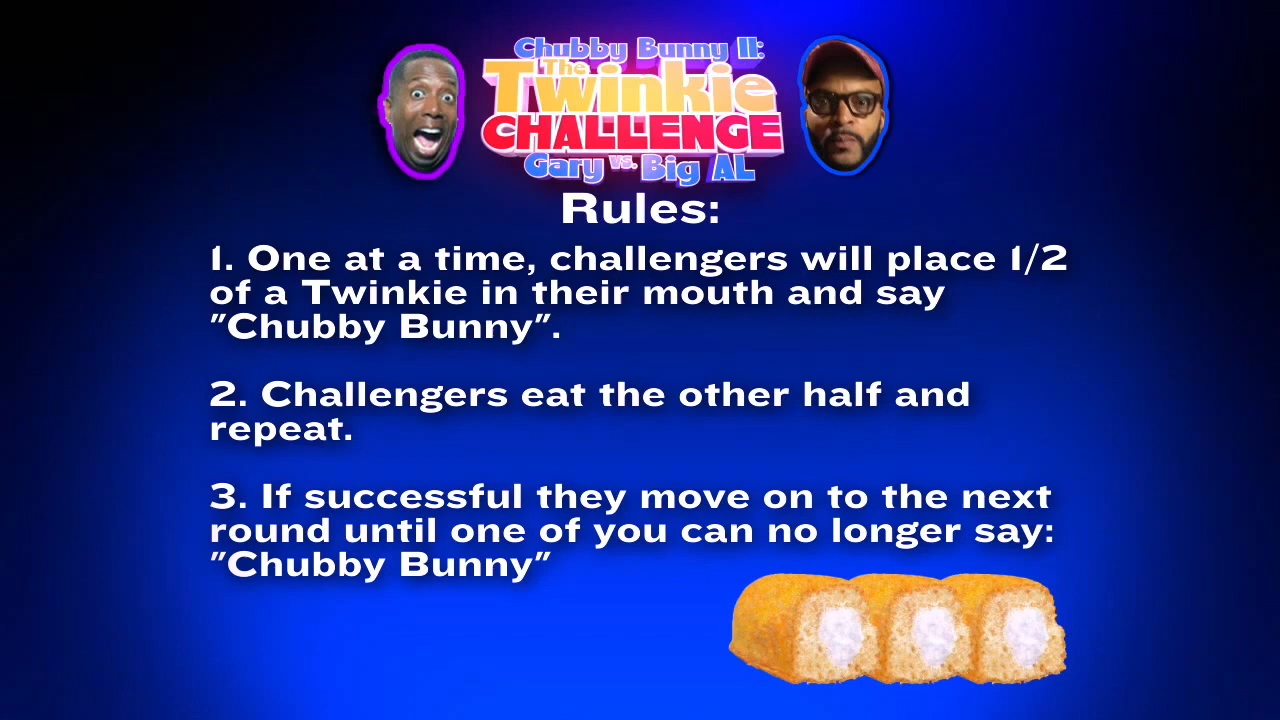 Chubby Bunny II:
The
Twinkie
CHALLENGE
Gary vs. Big AL
Rules:
1. One at a time, challengers will place 1/2
of a Twinkie in their mouth and say
"Chubby Bunny".
2. Challengers eat the other half and
repeat.
3. If successful they move on to the next
round until one of you can no longer say:
"Chubby Bunny"